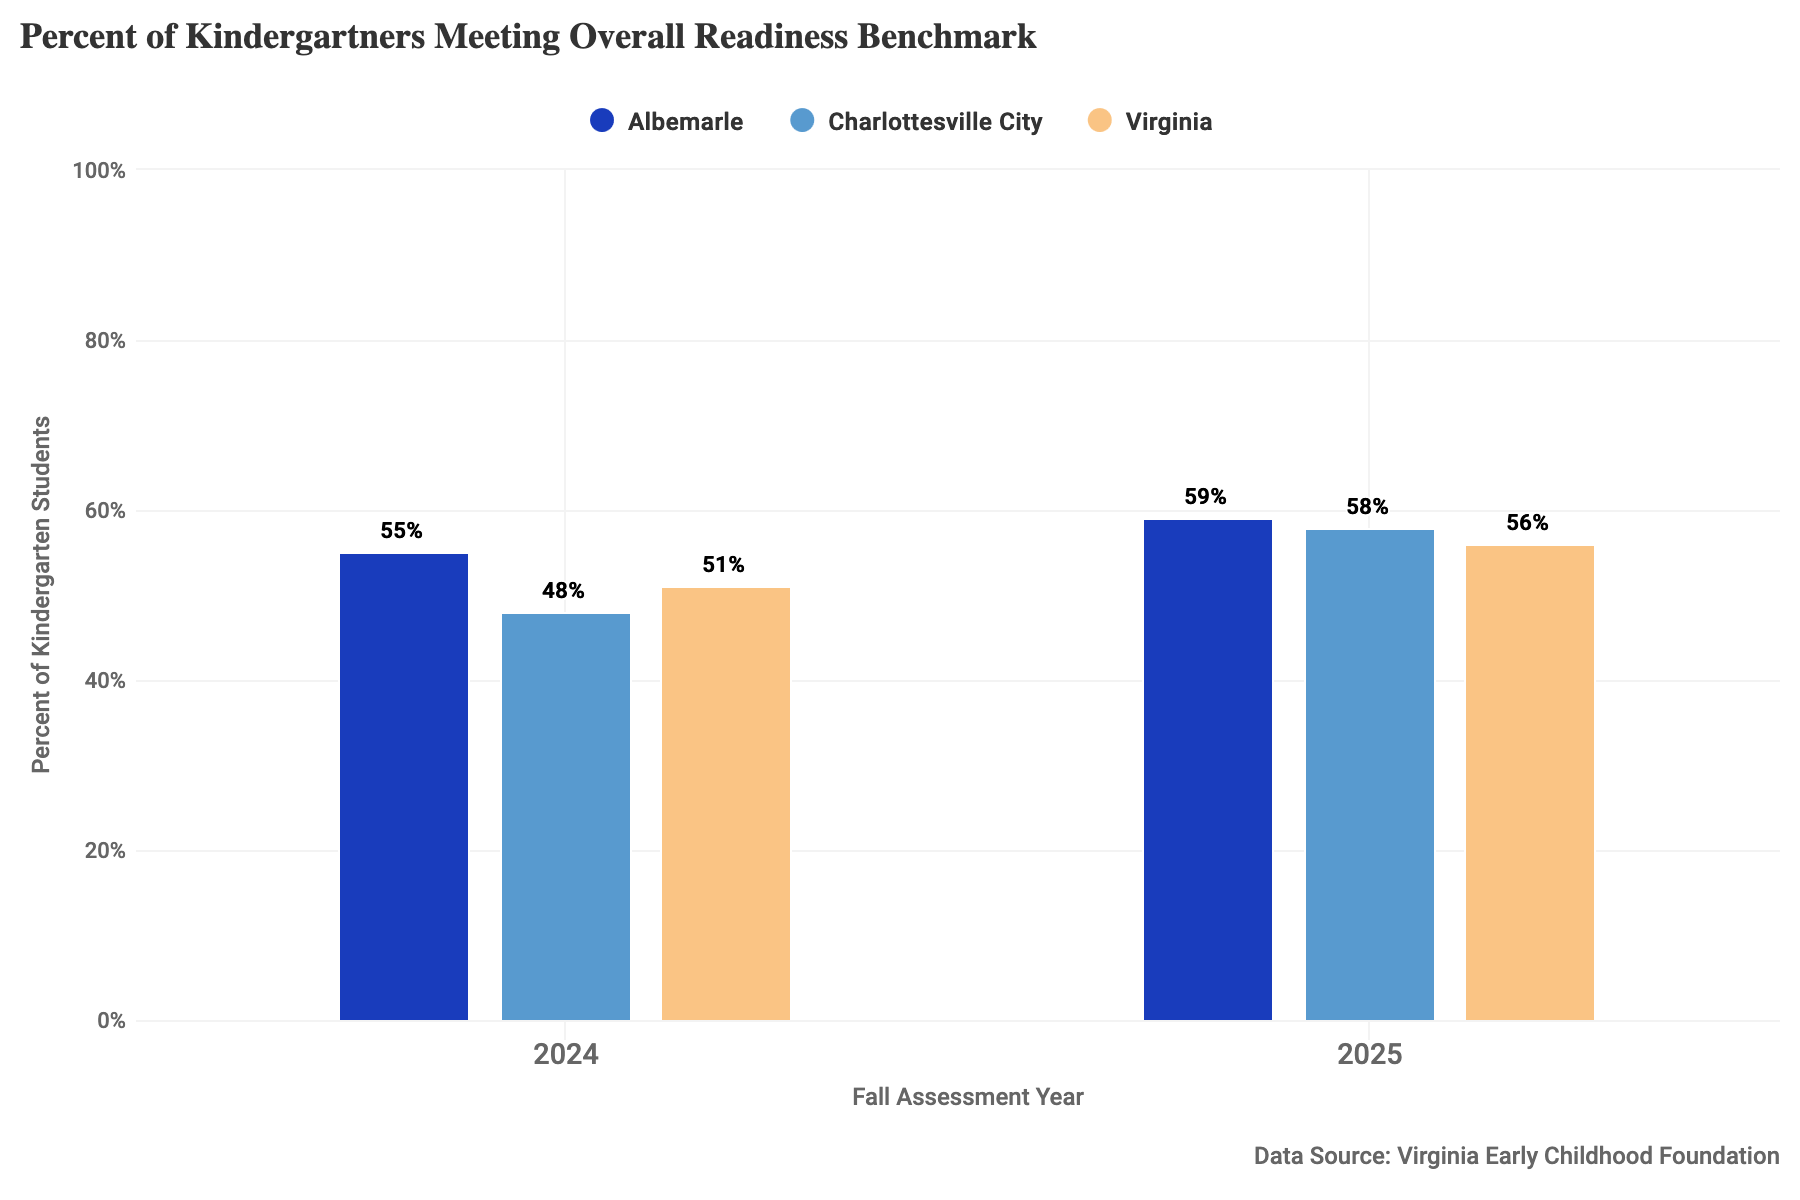 Percent of Kindergartners Meeting Overall Readiness Benchmark
Albemarle Charlottesville City Virginia
100%
80%
60%
40%
20%
0%
Percent of Kindergarten Students
55%
48%
51%
59%
58%
56%
2024 2025
Fall Assessment Year
Data Source: Virginia Early Childhood Foundation